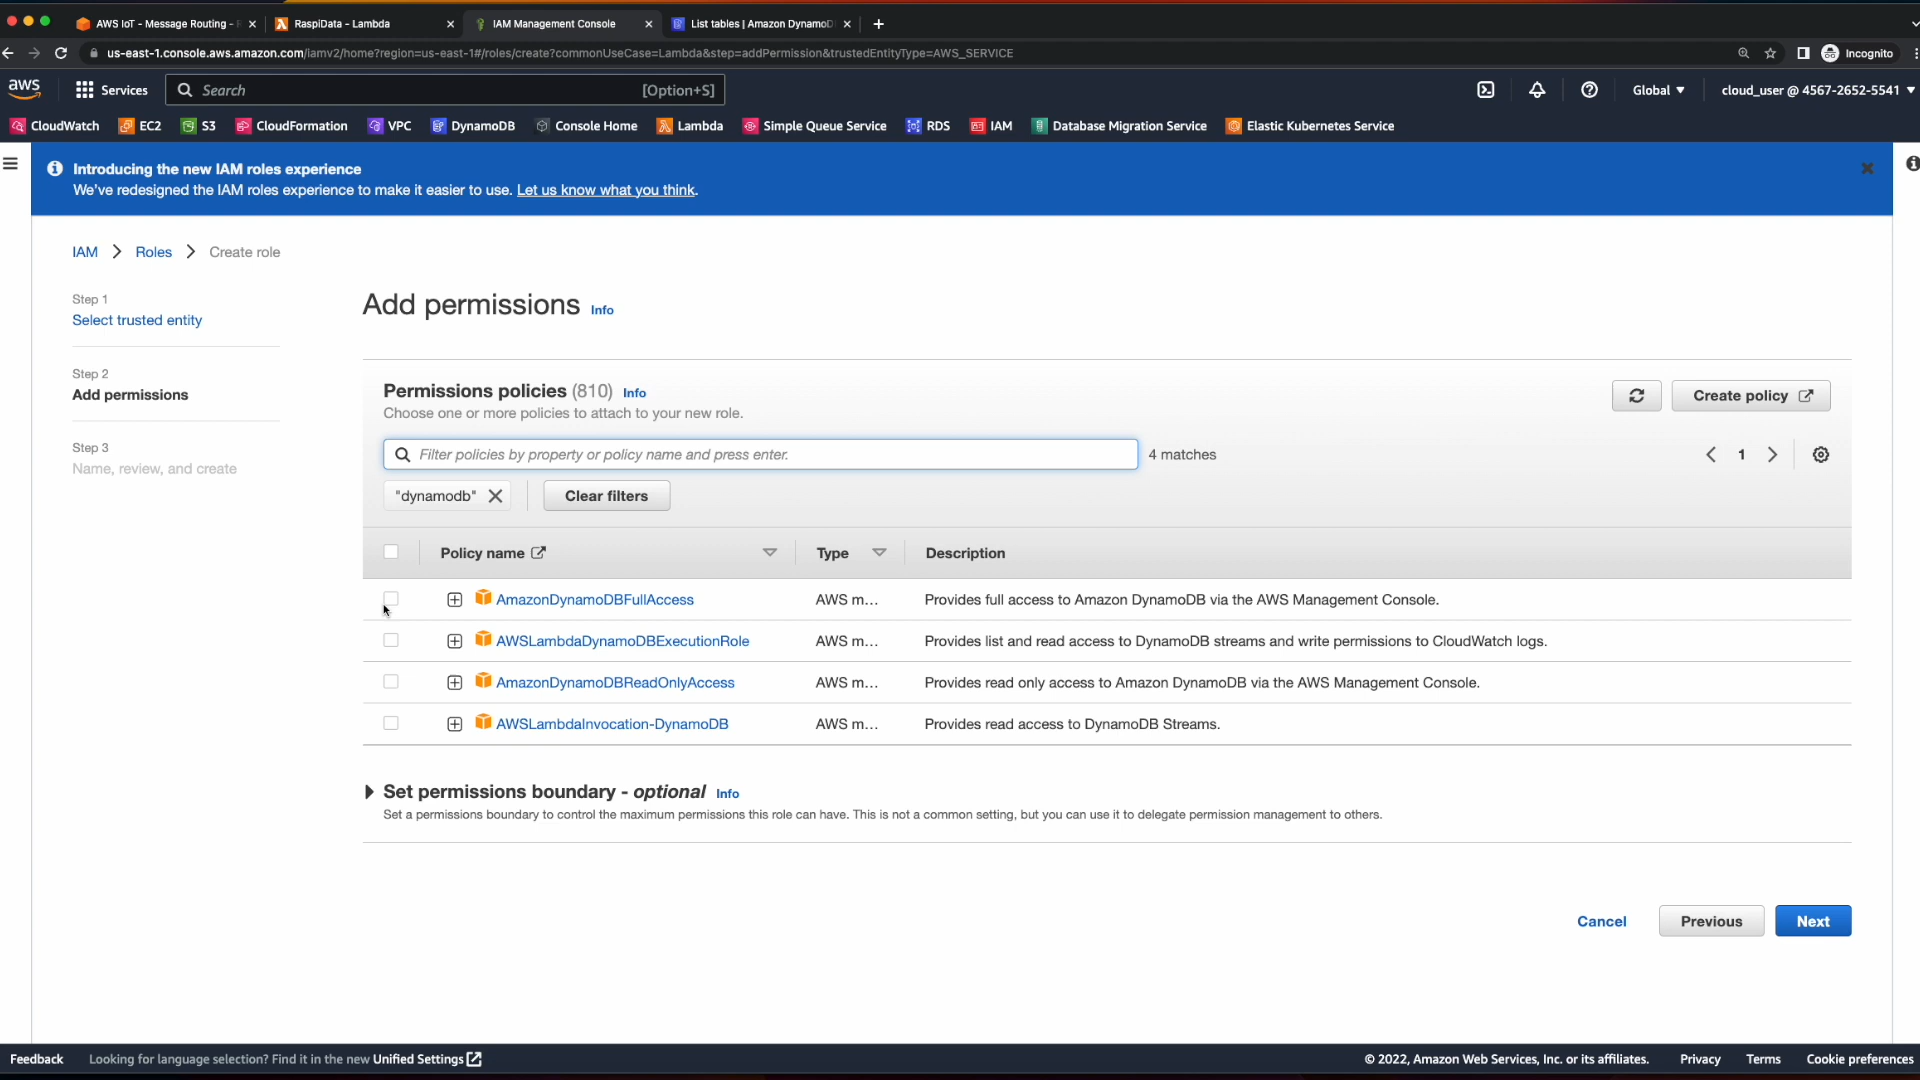 AWS IoT - Message Routing -
RaspiData - Lambda
IAM Management Console
List tables | Amazon DynamoD
us-east-1.console.aws.amazon.com/iamv2/home?region=us-east-1#/roles/create?commonUseCase=Lambda&step=addPermission&trustedEntityType=AWS_SERVICE
Incognito
aws
Services
Search
[Option+S]
Global
cloud_user @ 4567-2652-5541
CloudWatch
EC2
S3
CloudFormation
VPC
DynamoDB
Console Home
Lambda
Simple Queue Service
RDS
IAM
Database Migration Service
Elastic Kubernetes Service
Introducing the new IAM roles experience
We've redesigned the IAM roles experience to make it easier to use. Let us know what you think.
IAM
Roles
Create role
Step 1
Select trusted entity
Step 2
Add permissions
Step 3
Name, review, and create
Add permissions Info
Permissions policies (810) Info
Choose one or more policies to attach to your new role.
Create policy
Filter policies by property or policy name and press enter.
4 matches
1
"dynamodb"
Clear filters
Policy name
Type
Description
AmazonDynamoDBFullAccess
AWS m...
Provides full access to Amazon DynamoDB via the AWS Management Console.
AWSLambdaDynamoDBExecutionRole
AWS m...
Provides list and read access to DynamoDB streams and write permissions to CloudWatch logs.
AmazonDynamoDBReadOnlyAccess
AWS m...
Provides read only access to Amazon DynamoDB via the AWS Management Console.
AWSLambdaInvocation-DynamoDB
AWS m...
Provides read access to DynamoDB Streams.
Set permissions boundary - optional Info
Set a permissions boundary to control the maximum permissions this role can have. This is not a common setting, but you can use it to delegate permission management to others.
Cancel
Previous
Next
Feedback
Looking for language selection? Find it in the new Unified Settings
© 2022, Amazon Web Services, Inc. or its affiliates.
Privacy
Terms
Cookie preferences